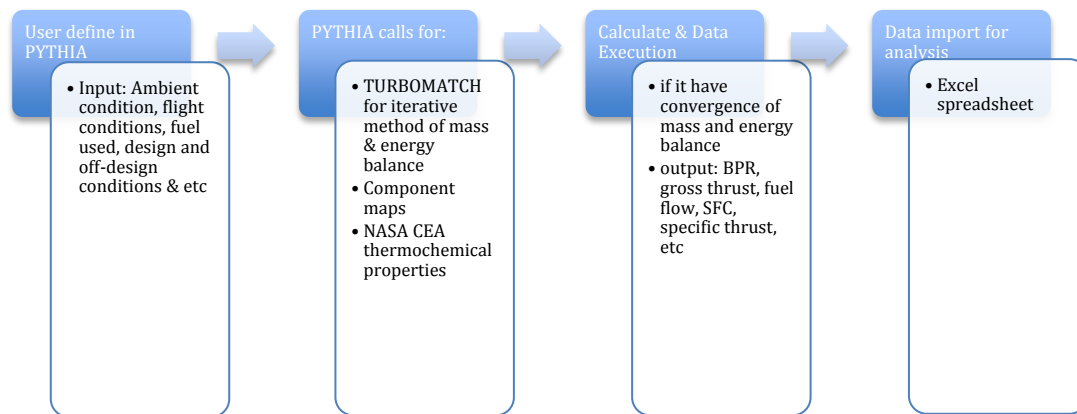 User define in
PYTHIA
• Input: Ambient
condition, flight
conditions, fuel
used, design and
off-design
conditions & etc
PYTHIA calls for:
• TURBOMATCH
for iterative
method of mass
& energy
balance
• Component
maps
• NASA CEA
thermochemical
properties
Calculate & Data
Execution
• if it have
convergence of
mass and energy
balance
• output: BPR,
gross thrust, fuel
flow, SFC,
specific thrust,
etc
Data import for
analysis
• Excel
spreadsheet